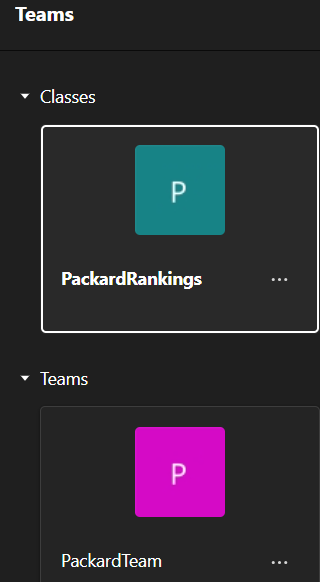 Teams
Classes
P
PackardRankings
...
Teams
P
PackardTeam
...